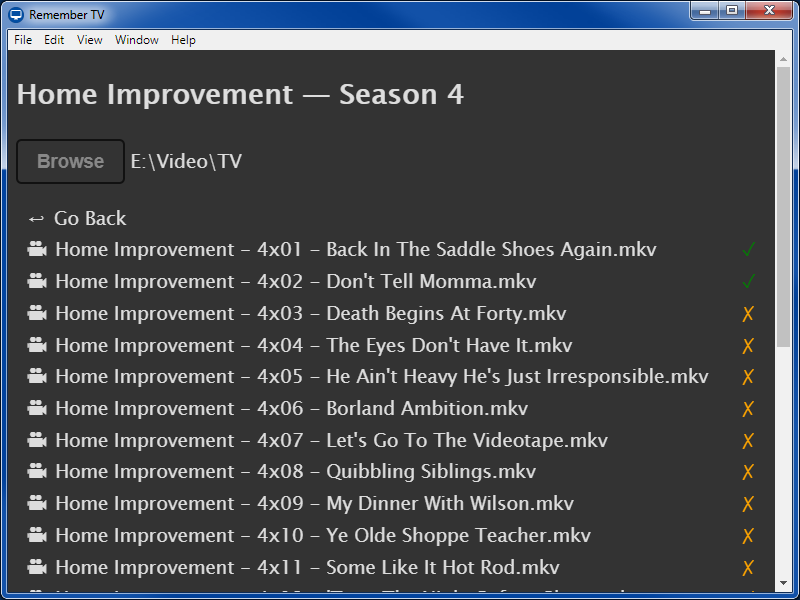 Remember TV
File Edit View Window Help
Home Improvement — Season 4
Browse E:\Video\TV
↩ Go Back
Home Improvement - 4x01 - Back In The Saddle Shoes Again.mkv ✓
Home Improvement - 4x02 - Don't Tell Momma.mkv ✓
Home Improvement - 4x03 - Death Begins At Forty.mkv ✗
Home Improvement - 4x04 - The Eyes Don't Have It.mkv ✗
Home Improvement - 4x05 - He Ain't Heavy He's Just Irresponsible.mkv ✗
Home Improvement - 4x06 - Borland Ambition.mkv ✗
Home Improvement - 4x07 - Let's Go To The Videotape.mkv ✗
Home Improvement - 4x08 - Quibbling Siblings.mkv ✗
Home Improvement - 4x09 - My Dinner With Wilson.mkv ✗
Home Improvement - 4x10 - Ye Olde Shoppe Teacher.mkv ✗
Home Improvement - 4x11 - Some Like It Hot Rod.mkv ✗